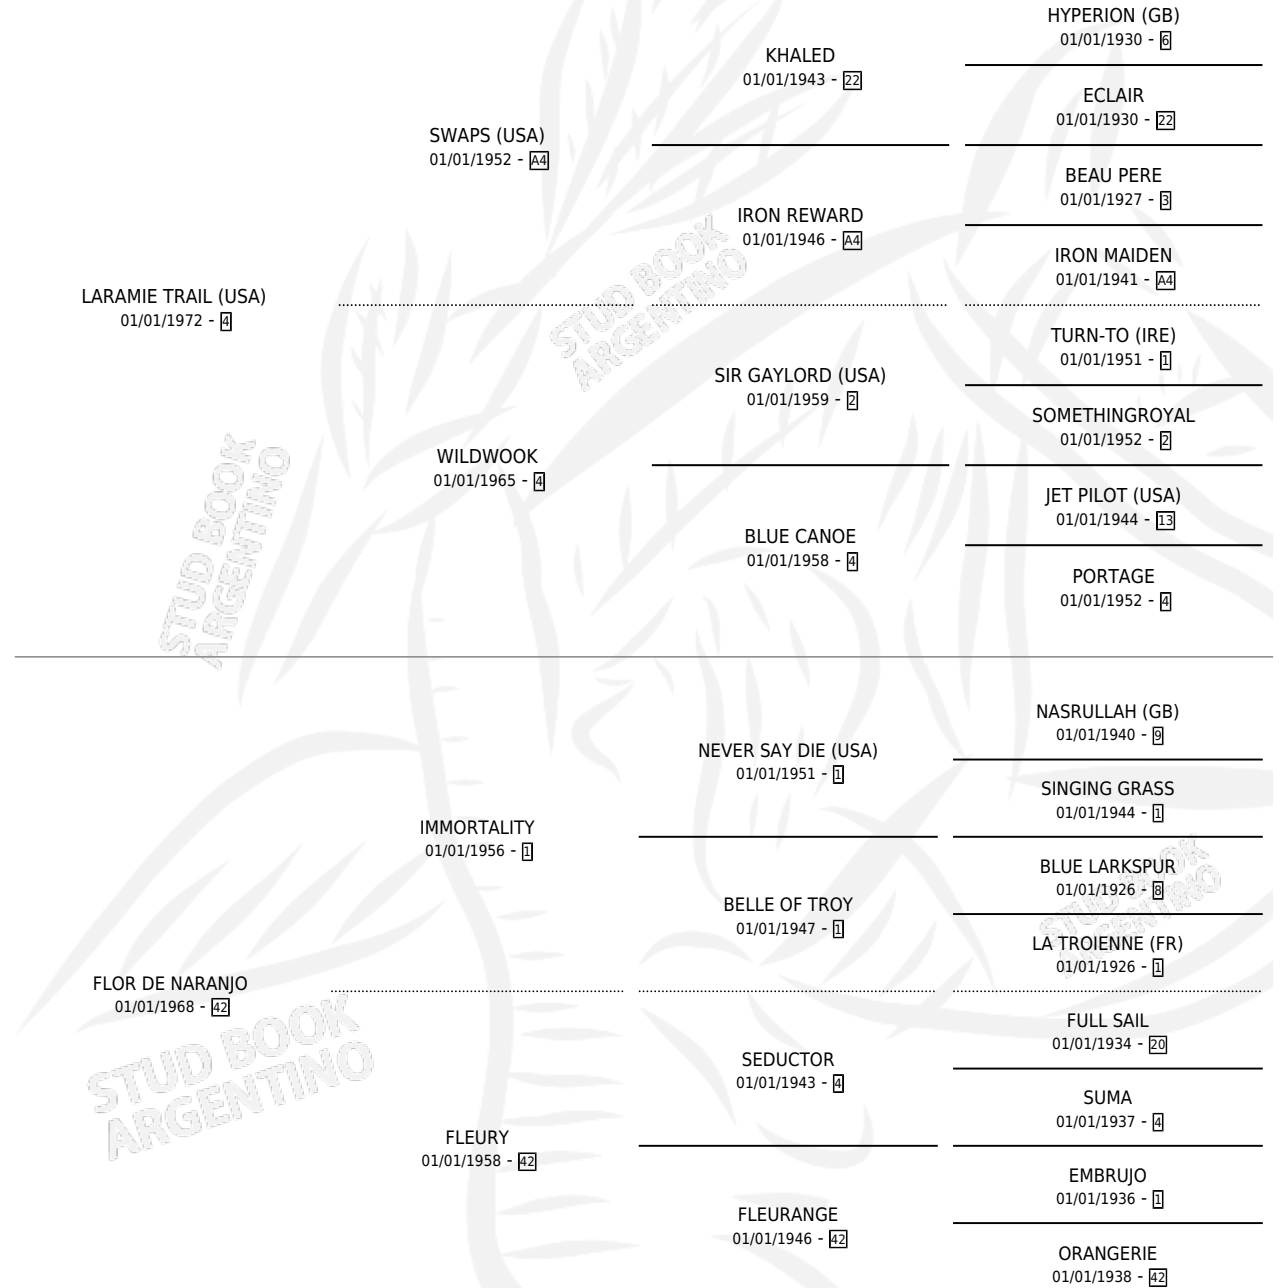 HYPERION (GB)
01/01/1930 - 6
KHALED
01/01/1943 - 22
ECLAIR
01/01/1930 - 22
SWAPS (USA)
01/01/1952 - A4
BEAU PERE
01/01/1927 - 3
IRON REWARD
01/01/1946 - A4
IRON MAIDEN
01/01/1941 - A4
LARAMIE TRAIL (USA)
01/01/1972 - 4
TURN-TO (IRE)
01/01/1951 - 1
SIR GAYLORD (USA)
01/01/1959 - 2
SOMETHINGROYAL
01/01/1952 - 2
WILDWOOK
01/01/1965 - 4
JET PILOT (USA)
01/01/1944 - 13
BLUE CANOE
01/01/1958 - 4
PORTAGE
01/01/1952 - 4
NASRULLAH (GB)
01/01/1940 - 9
NEVER SAY DIE (USA)
01/01/1951 - 1
SINGING GRASS
01/01/1944 - 1
IMMORTALITY
01/01/1956 - 1
BLUE LARKSPUR
01/01/1926 - 8
BELLE OF TROY
01/01/1947 - 1
LA TROIENNE (FR)
01/01/1926 - 1
FLOR DE NARANJO
01/01/1968 - 42
FULL SAIL
01/01/1934 - 20
SEDUCTOR
01/01/1943 - 4
SUMA
01/01/1937 - 4
FLEURY
01/01/1958 - 42
EMBRUJO
01/01/1936 - 1
FLEURANGE
01/01/1946 - 42
ORANGERIE
01/01/1938 - 42
STUD BOOK
ARGENTINO
STUD BOOK
ARGENTINO
STUD BOOK
ARGENTINO
STUD BOOK
ARGENTINO